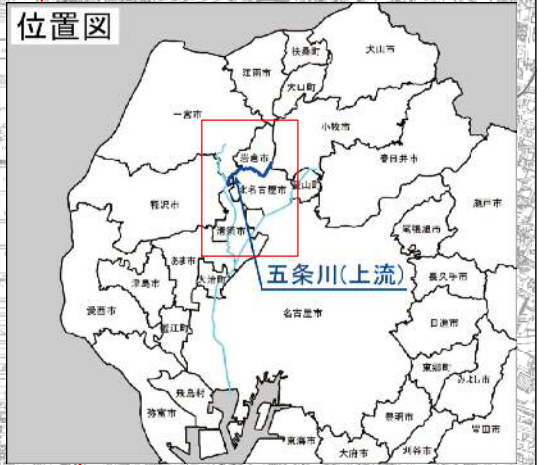 位置図
犬山市
扶桑町
江南市
大口町
一宮市
小牧市
岩倉市
春日井市
北名古屋市
豊山町
瀬戸市
稲沢市
尾張旭市
清須市
あま市
長久手市
五条川(上流)
津島市
大治町
名古屋市
愛西市
日進市
蟹江町
東郷町
みよし市
飛島村
弥富市
豊明市
豊田市
東海市
大府市
刈谷市